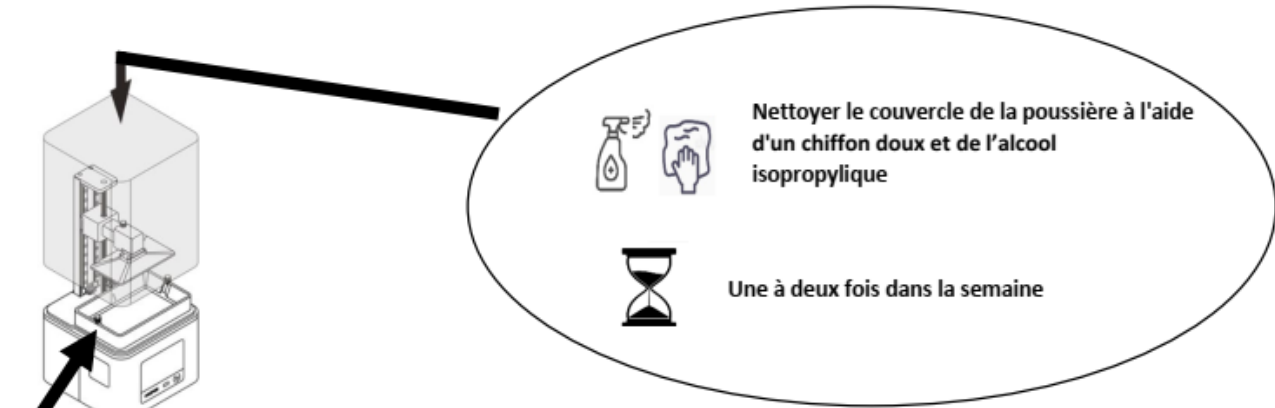 Nettoyer le couvercle de la poussière à l'aide
d'un chiffon doux et de l’alcool
isopropylique
Une à deux fois dans la semaine